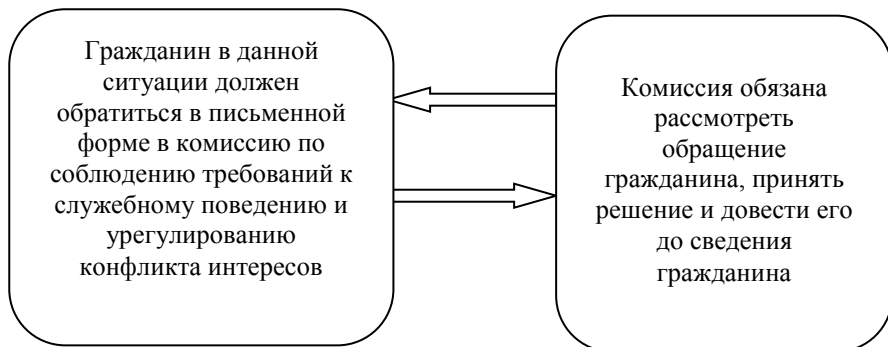 Гражданин в данной
ситуации должен
обратиться в письменной
форме в комиссию по
соблюдению требований к
служебному поведению и
урегулированию
конфликта интересов
Комиссия обязана
рассмотреть
обращение
гражданина, принять
решение и довести его
до сведения
гражданина